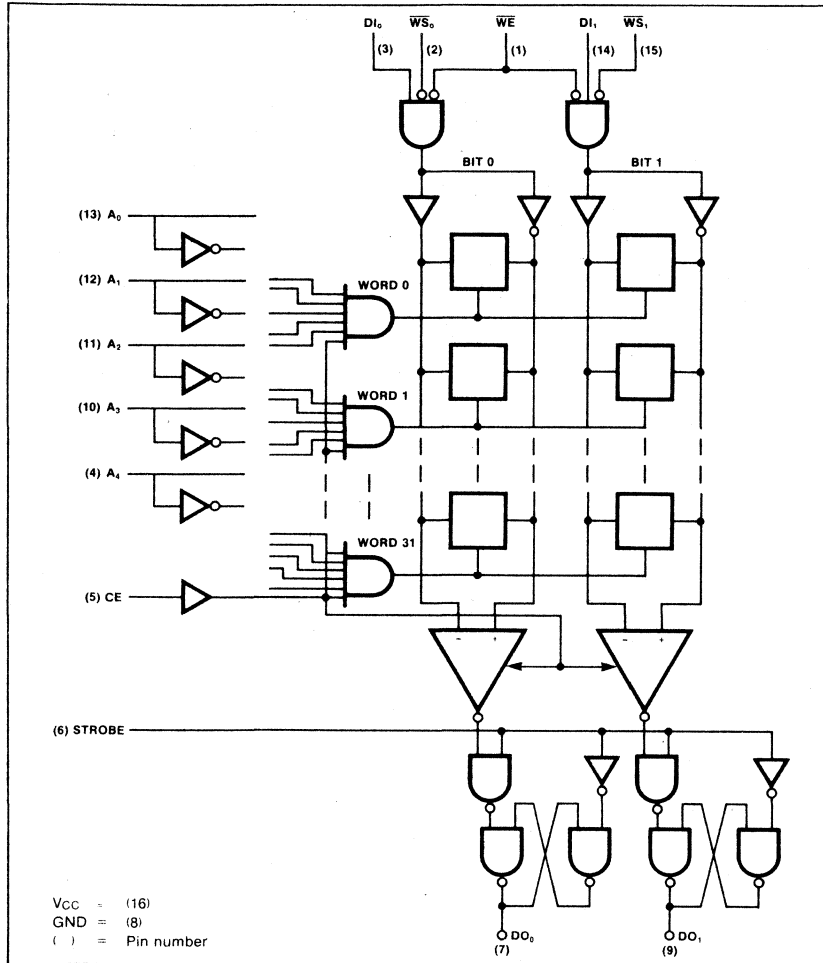 DI₀ W̅S̅₀ W̅E̅ DI₁ W̅S̅₁
(3) (2) (1) (14) (15)
BIT 0 BIT 1
(13) A₀
(12) A₁
WORD 0
(11) A₂
WORD 1
(10) A₃
(4) A₄
WORD 31
(5) CE
− + − +
(6) STROBE
VCC = (16)
GND = (8)
( ) = Pin number
DO₀ DO₁
(7) (9)